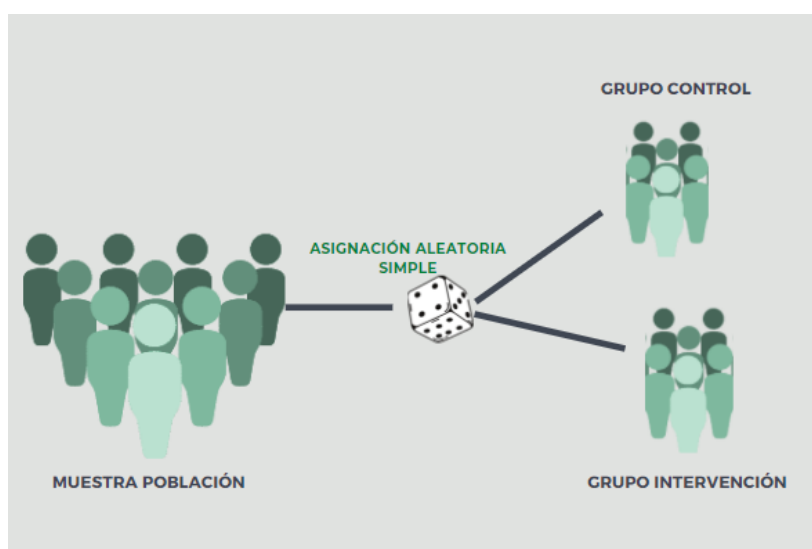 GRUPO CONTROL
ASIGNACIÓN ALEATORIA
SIMPLE
MUESTRA POBLACIÓN
GRUPO INTERVENCIÓN